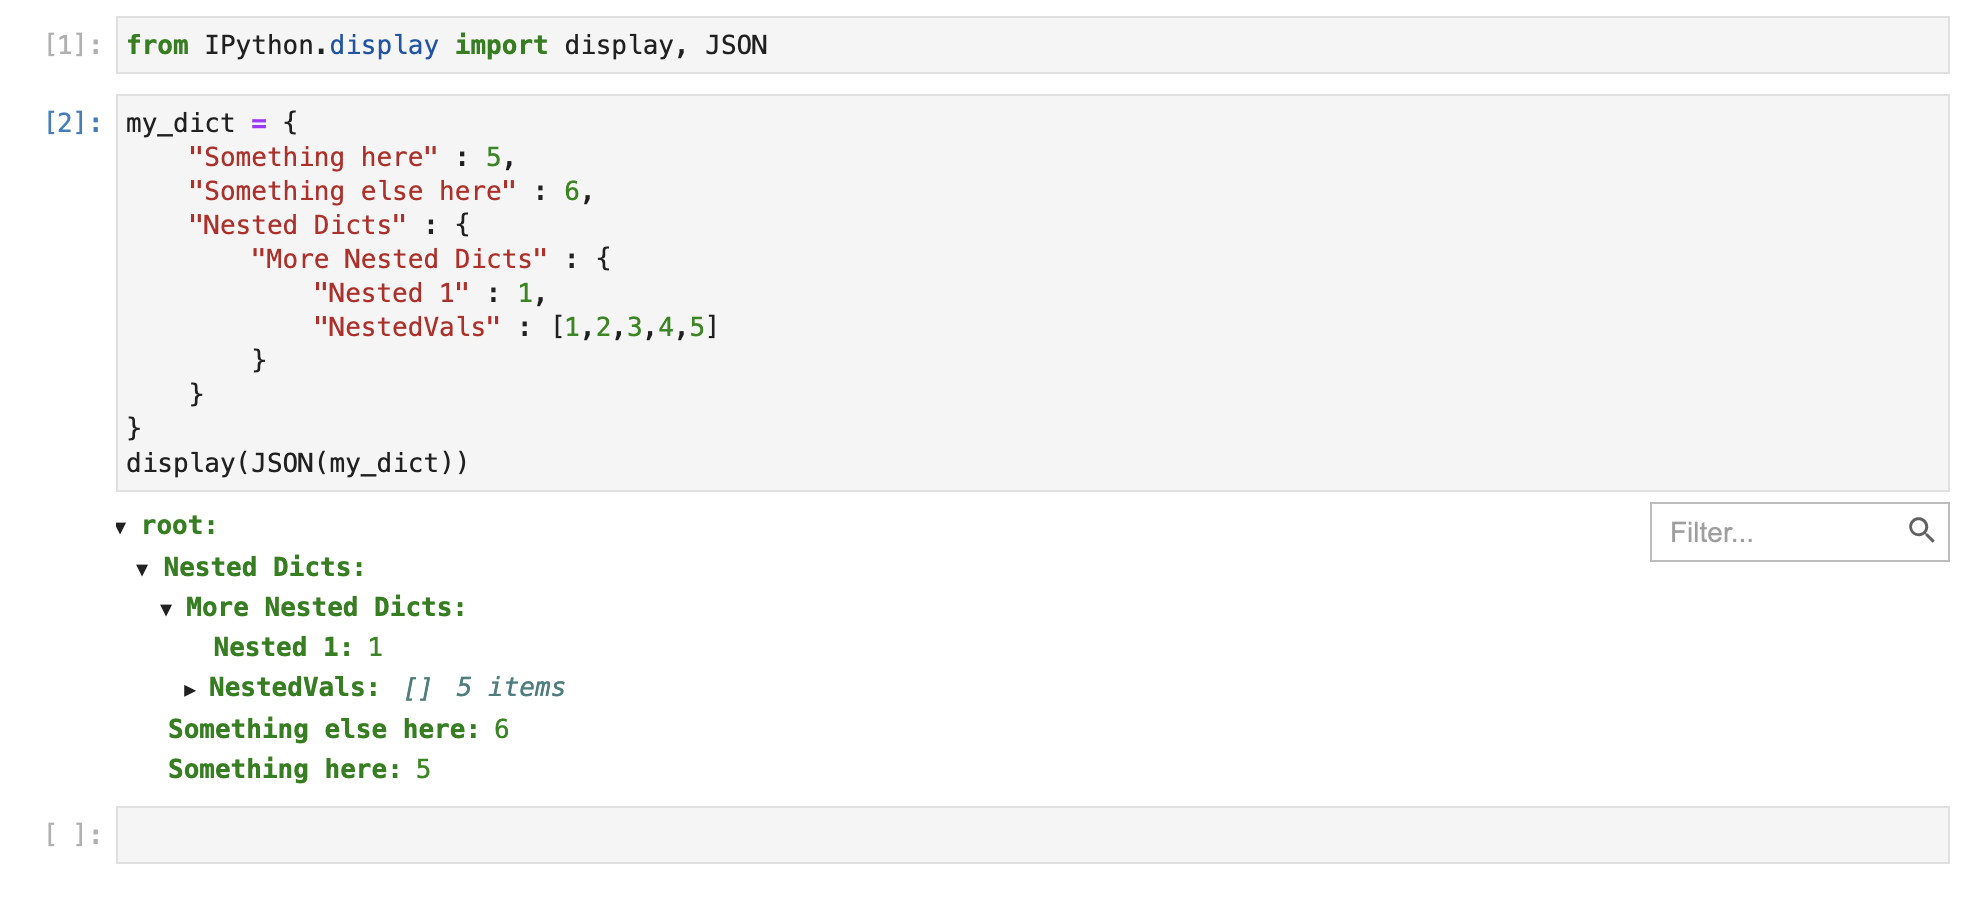 [1]: from IPython.display import display, JSON
[2]: my_dict = {
    "Something here" : 5,
    "Something else here" : 6,
    "Nested Dicts" : {
        "More Nested Dicts" : {
            "Nested 1" : 1,
            "NestedVals" : [1,2,3,4,5]
        }
    }
}
display(JSON(my_dict))
▼ root:
Filter...
▼ Nested Dicts:
▼ More Nested Dicts:
Nested 1: 1
▶ NestedVals: [] 5 items
Something else here: 6
Something here: 5
[ ]: